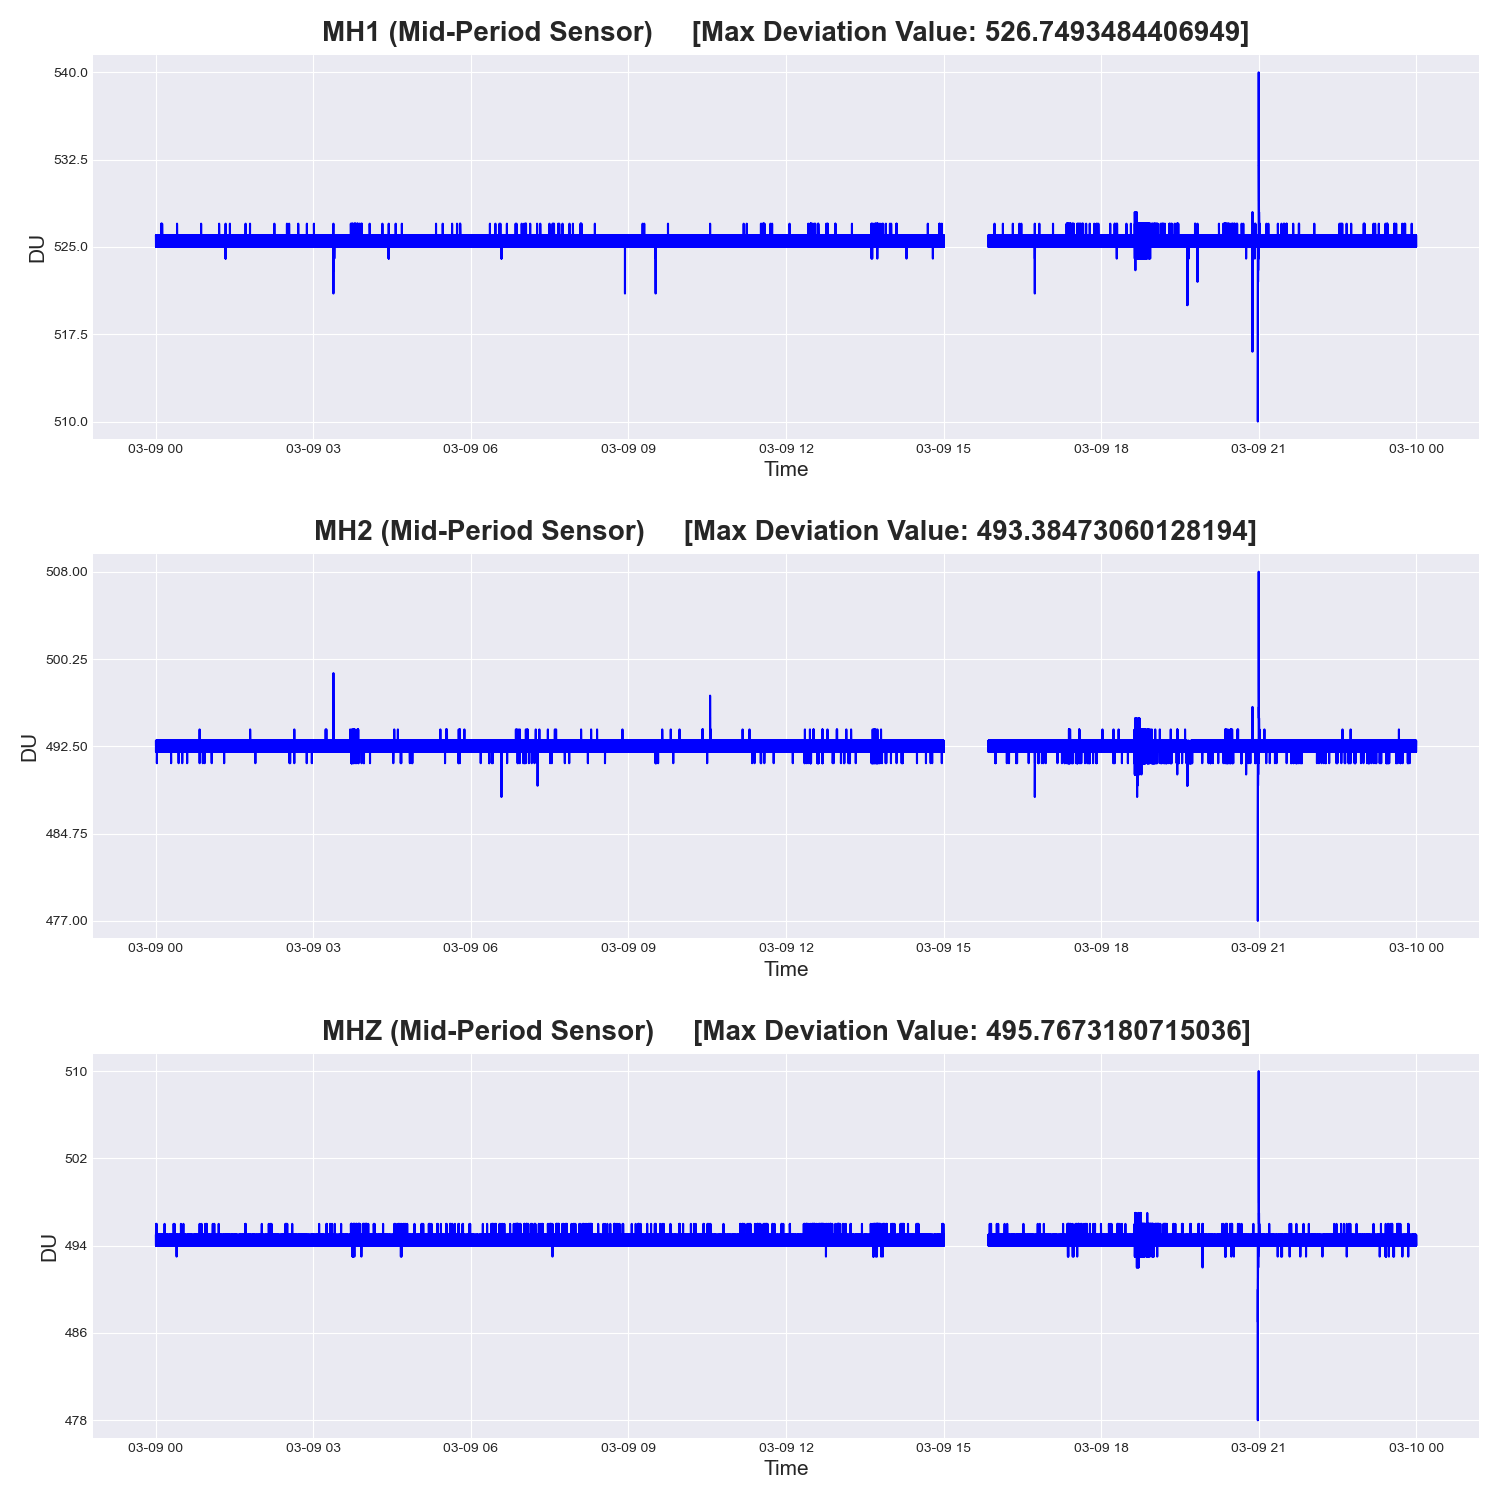 MH1 (Mid-Period Sensor) [Max Deviation Value: 526.7493484406949]
540.0
532.5
525.0
517.5
510.0
DU
03-09 00 03-09 03 03-09 06 03-09 09 03-09 12 03-09 15 03-09 18 03-09 21 03-10 00
Time
MH2 (Mid-Period Sensor) [Max Deviation Value: 493.38473060128194]
508.00
500.25
492.50
484.75
477.00
DU
03-09 00 03-09 03 03-09 06 03-09 09 03-09 12 03-09 15 03-09 18 03-09 21 03-10 00
Time
MHZ (Mid-Period Sensor) [Max Deviation Value: 495.7673180715036]
510
502
494
486
478
DU
03-09 00 03-09 03 03-09 06 03-09 09 03-09 12 03-09 15 03-09 18 03-09 21 03-10 00
Time